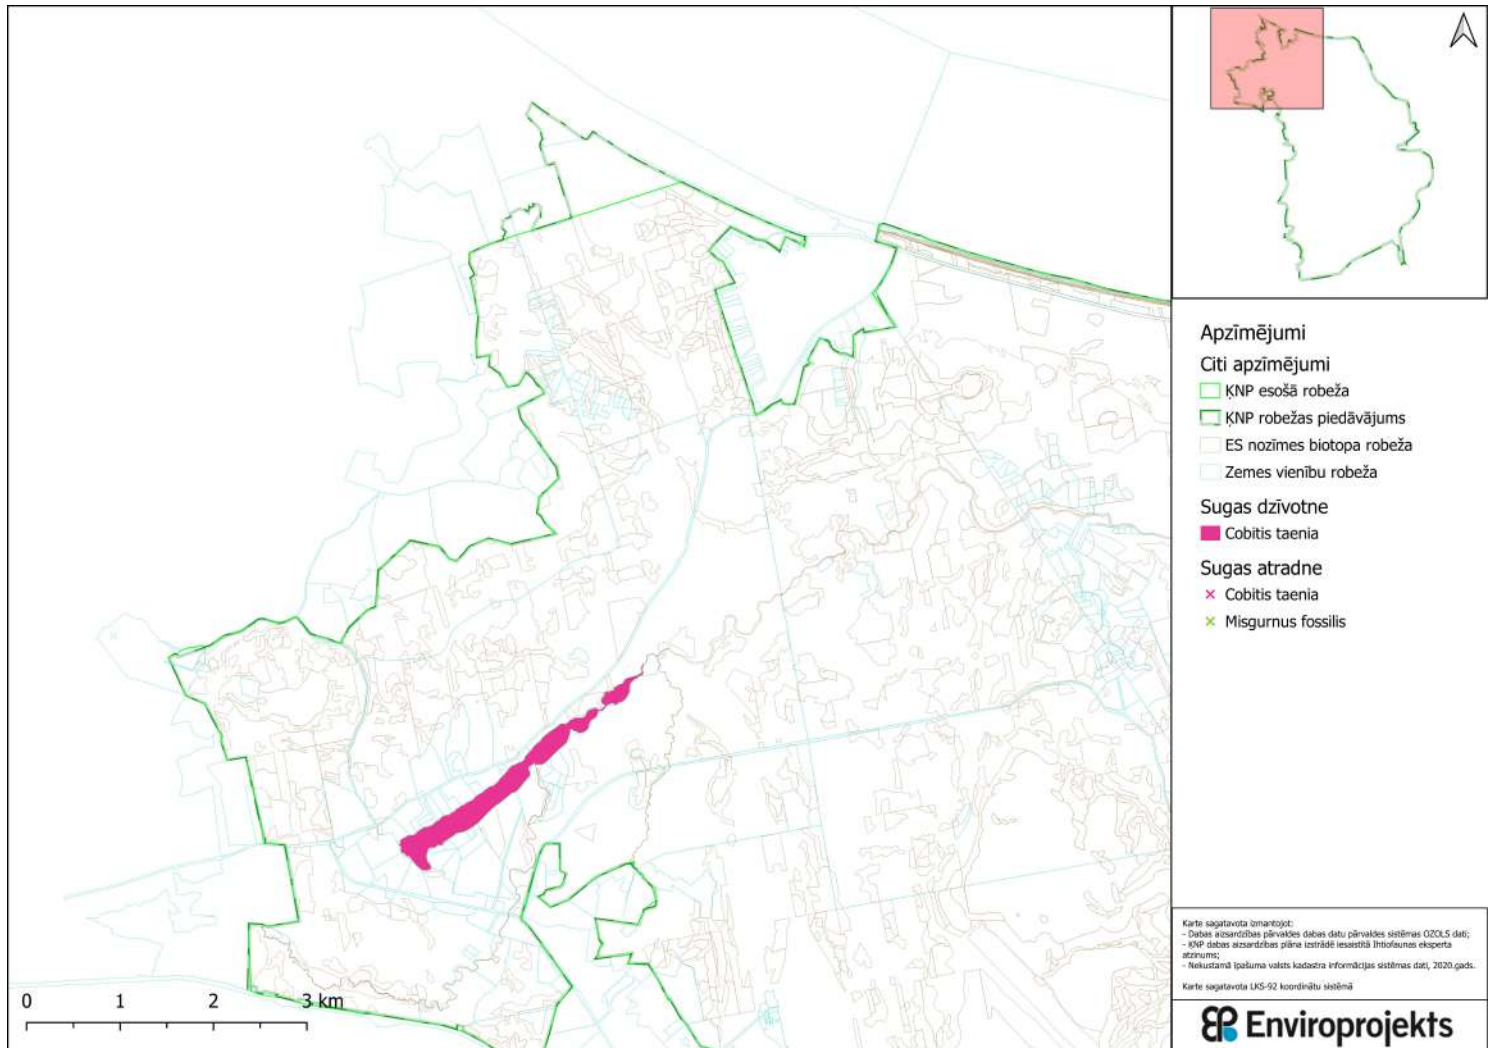 Apzīmējumi
Citi apzīmējumi
ĶNP esošā robeža
ĶNP robežas piedāvājums
ES nozīmes biotopa robeža
Zemes vienību robeža
Sugas dzīvotne
Cobitis taenia
Sugas atradne
Cobitis taenia
Misgurnus fossilis
Karte sagatavota izmantojot:
- Dabas aizsardzības pārvaldes dabas datu pārvaldes sistēmas OZOLS dati;
- ĶNP dabas aizsardzības plāna izstrādē iesaistītā Ihtiofaunas eksperta
atzinums;
- Nekustamā īpašuma valsts kadastra informācijas sistēmas dati, 2020.gads.
Karte sagatavota LKS-92 koordinātu sistēmā
Enviroprojekts
0 1 2 3 km